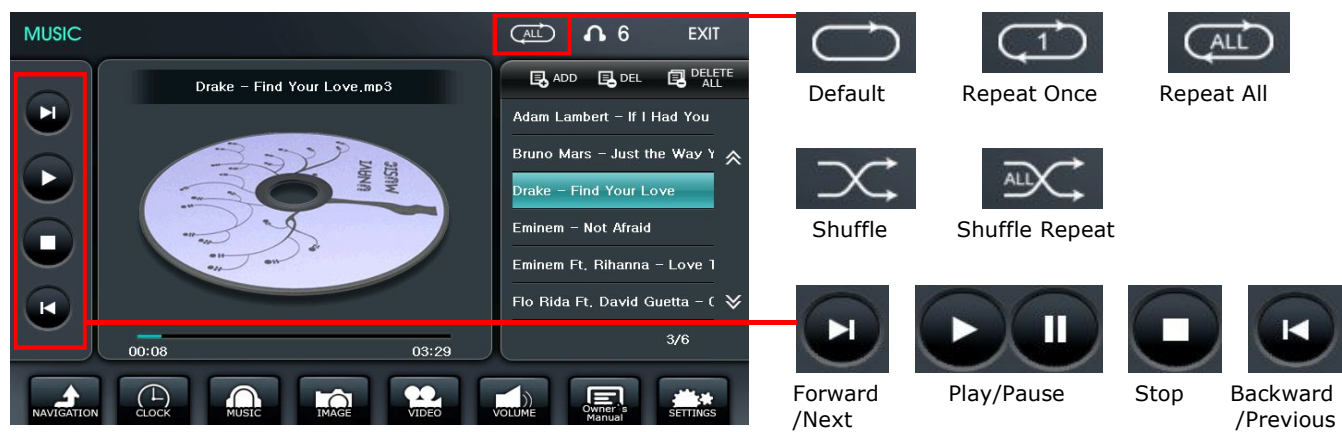 MUSIC
ALL
6
EXIT
Drake – Find Your Love.mp3
UNAVI
MUSIC
00:08
03:29
ADD
DEL
DELETE
ALL
Adam Lambert – If I Had You
Bruno Mars – Just the Way Y
Drake – Find Your Love
Eminem – Not Afraid
Eminem Ft. Rihanna – Love T
Flo Rida Ft. David Guetta – C
3/6
NAVIGATION
CLOCK
MUSIC
IMAGE
VIDEO
VOLUME
Owner's
Manual
SETTINGS
1
ALL
Default
Repeat Once
Repeat All
ALL
Shuffle
Shuffle Repeat
Forward
/Next
Play/Pause
Stop
Backward
/Previous